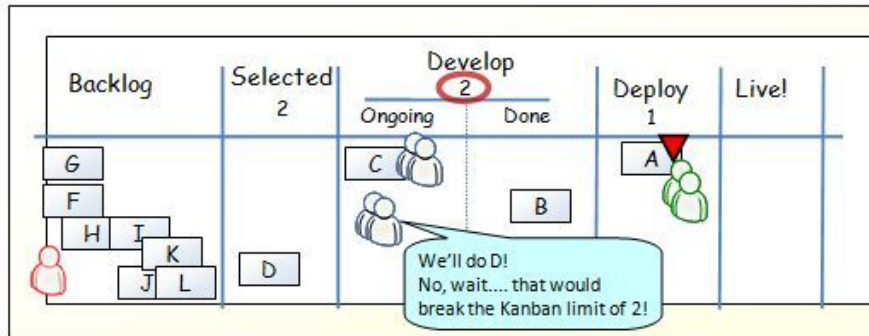 Backlog
Selected
2
Develop
2
Ongoing
Done
Deploy
1
Live!
G
F
H
I
K
J
L
D
C
B
A
We'll do D!
No, wait.... that would
break the Kanban limit of 2!